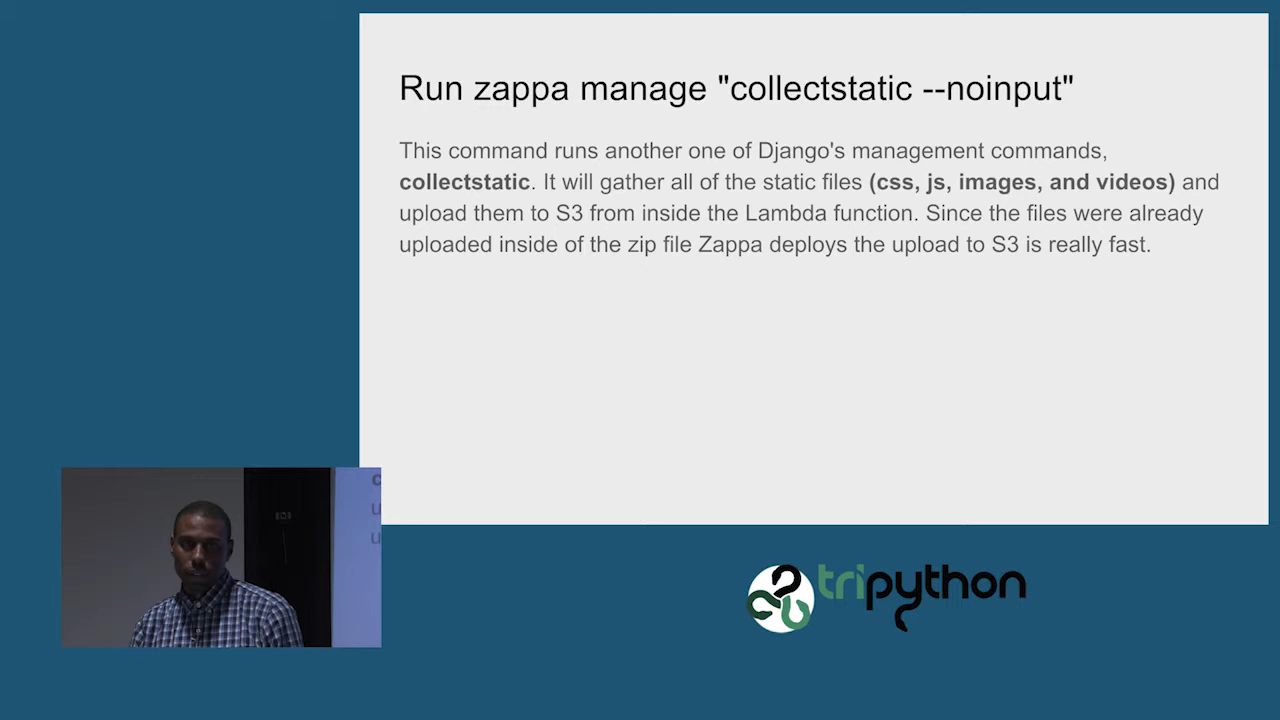 Run zappa manage "collectstatic --noinput"
This command runs another one of Django's management commands,
collectstatic. It will gather all of the static files (css, js, images, and videos) and
upload them to S3 from inside the Lambda function. Since the files were already
uploaded inside of the zip file Zappa deploys the upload to S3 is really fast.
c
u
u
tripython